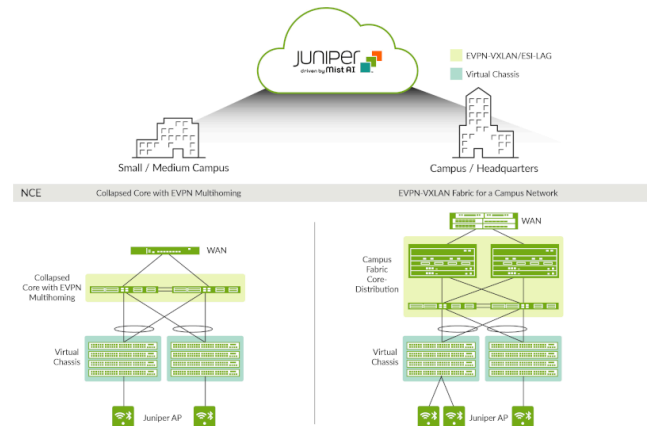 JUNIPER
driven by Mist AI
EVPN-VXLAN/ESI-LAG
Virtual Chassis
Small / Medium Campus
Campus / Headquarters
NCE
Collapsed Core with EVPN Multihoming
EVPN-VXLAN Fabric for a Campus Network
WAN
Collapsed
Core with EVPN
Multihoming
Virtual
Chassis
Juniper AP
WAN
Campus
Fabric
Core-
Distribution
Virtual
Chassis
Juniper AP